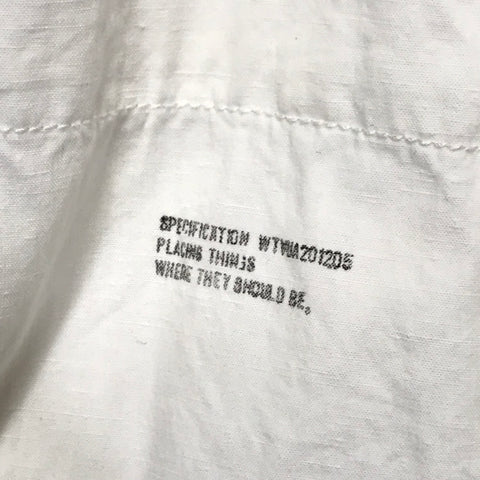 SPECIFICATION WTVUA201205
PLACING THINGS
WHERE THEY SHOULD BE.